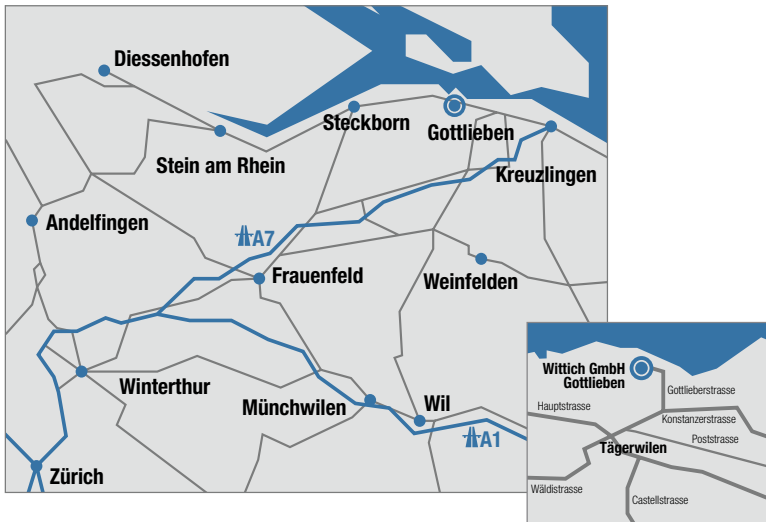 Diessenhofen
Steckborn
Gottlieben
Stein am Rhein
Kreuzlingen
Andelfingen
A7
Frauenfeld
Weinfelden
Winterthur
Münchwilen
Wil
A1
Zürich
Wittich GmbH
Gottlieben
Gottlieberstrasse
Hauptstrasse
Konstanzerstrasse
Poststrasse
Tägerwilen
Wäldistrasse
Castellstrasse